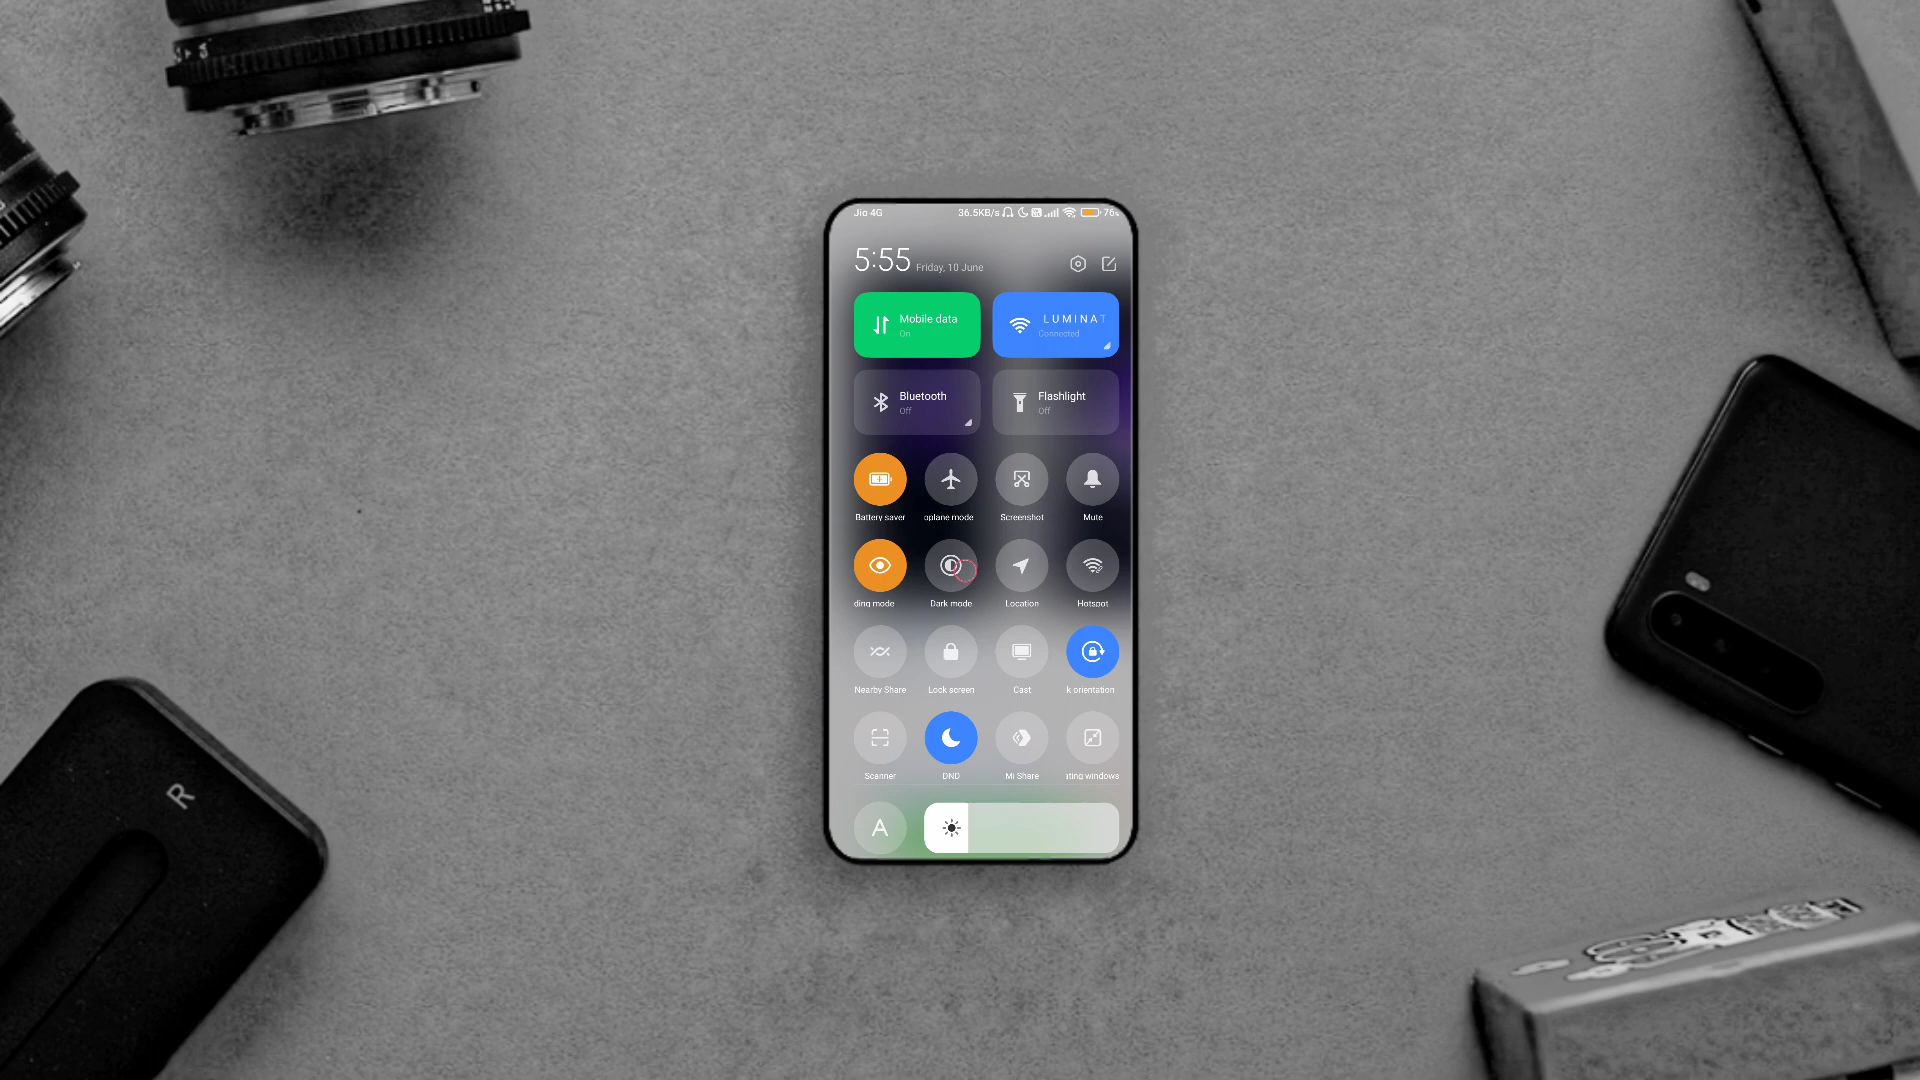 Jio 4G 36.5KB/s 76%
5:55 Friday, 10 June
Mobile data
On
LUMINAT
Connected
Bluetooth
Off
Flashlight
Off
Battery saver oplane mode Screenshot Mute
ding mode Dark mode Location Hotspot
Nearby Share Lock screen Cast k orientation
Scanner DND Mi Share ating windows
A
R